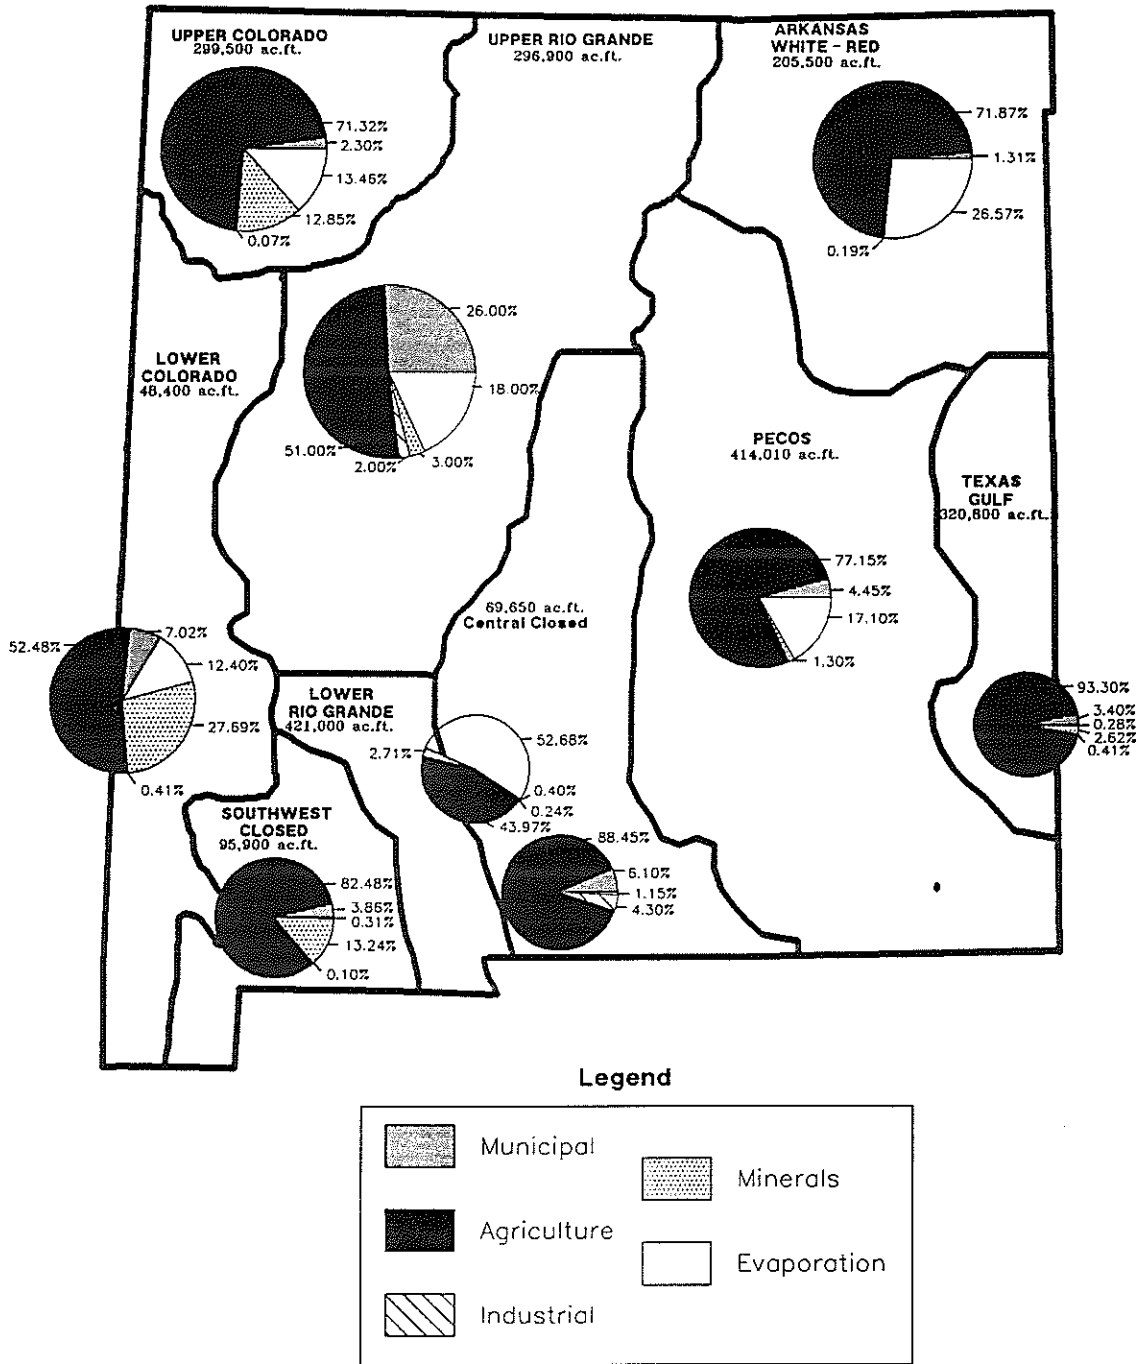 UPPER COLORADO
299,500 ac.ft.
71.32%
2.30%
13.46%
12.85%
0.07%
UPPER RIO GRANDE
296,900 ac.ft.
26.00%
18.00%
3.00%
2.00%
51.00%
ARKANSAS
WHITE - RED
205,500 ac.ft.
71.87%
1.31%
26.57%
0.19%
LOWER
COLORADO
48,400 ac.ft.
52.48%
7.02%
12.40%
27.69%
0.41%
PECOS
414,010 ac.ft.
77.15%
4.45%
17.10%
1.30%
TEXAS
GULF
320,800 ac.ft.
93.30%
3.40%
0.28%
2.62%
0.41%
69,650 ac.ft.
Central Closed
2.71%
52.68%
0.40%
0.24%
43.97%
LOWER
RIO GRANDE
421,000 ac.ft.
88.45%
6.10%
1.15%
4.30%
SOUTHWEST
CLOSED
95,900 ac.ft.
82.48%
3.86%
0.31%
13.24%
0.10%
Legend
Municipal
Agriculture
Industrial
Minerals
Evaporation